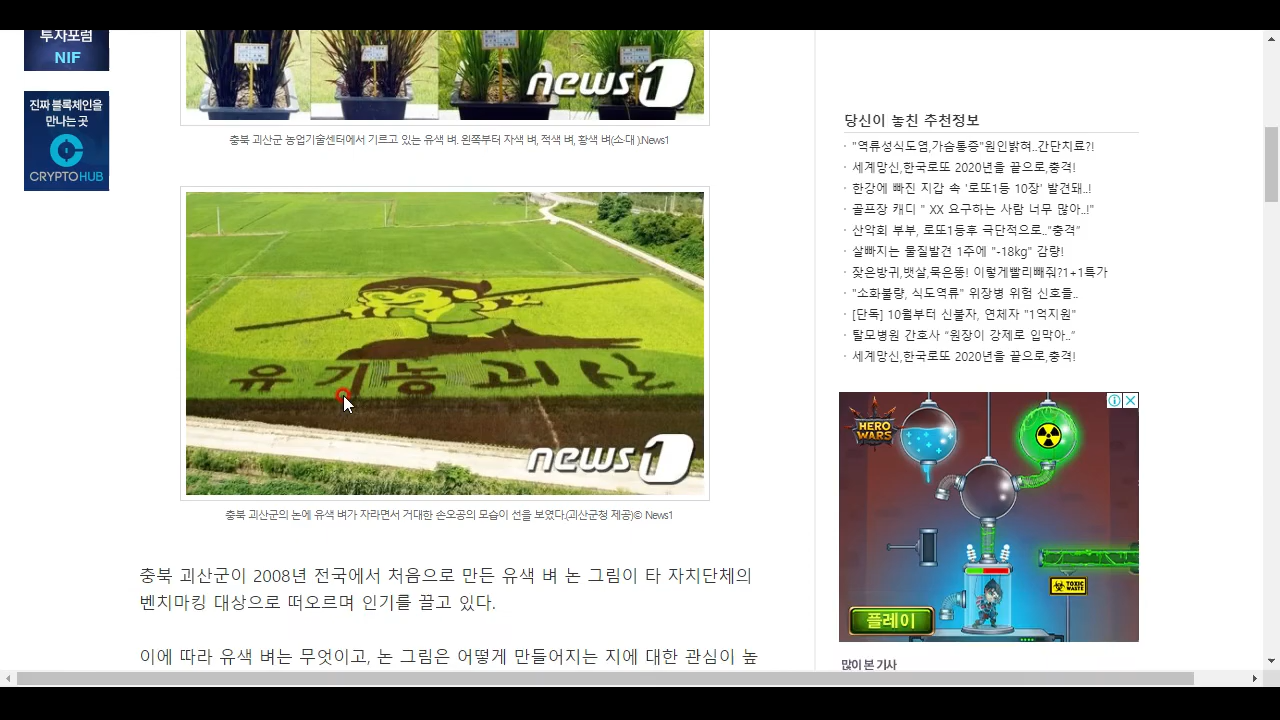 투자포럼
NIF
진짜 블록체인을
만나는 곳
CRYPTOHUB
news1
충북 괴산군 농업기술센터에서 기르고 있는 유색 벼. 왼쪽부터 자색 벼, 적색 벼, 황색 벼(소·대 ).News1
유기농 괴산
news1
충북 괴산군의 논에 유색 벼가 자라면서 거대한 손오공의 모습이 선을 보였다.(괴산군청 제공)© News1
충북 괴산군이 2008년 전국에서 처음으로 만든 유색 벼 논 그림이 타 자치단체의
벤치마킹 대상으로 떠오르며 인기를 끌고 있다.
이에 따라 유색 벼는 무엇이고, 논 그림은 어떻게 만들어지는 지에 대한 관심이 높
당신이 놓친 추천정보
· "역류성식도염,가슴통증"원인밝혀..간단치료?!
· 세계망신,한국로또 2020년을 끝으로,충격!
· 한강에 빠진 지갑 속 '로또1등 10장' 발견돼..!
· 골프장 캐디 " XX 요구하는 사람 너무 많아..!"
· 산악회 부부, 로또1등후 극단적으로.."충격"
· 살빠지는 물질발견 1주에 "-18kg" 감량!
· 잦은방귀,뱃살,묵은똥! 이렇게빨리빼줘?1+1특가
· "소화불량, 식도역류" 위장병 위험 신호들..
· [단독] 10월부터 신불자, 연체자 "1억지원"
· 탈모병원 간호사 "원장이 강제로 입막아.."
· 세계망신,한국로또 2020년을 끝으로,충격!
HERO
WARS
TOXIC
WASTE
플레이
많이 본 기사